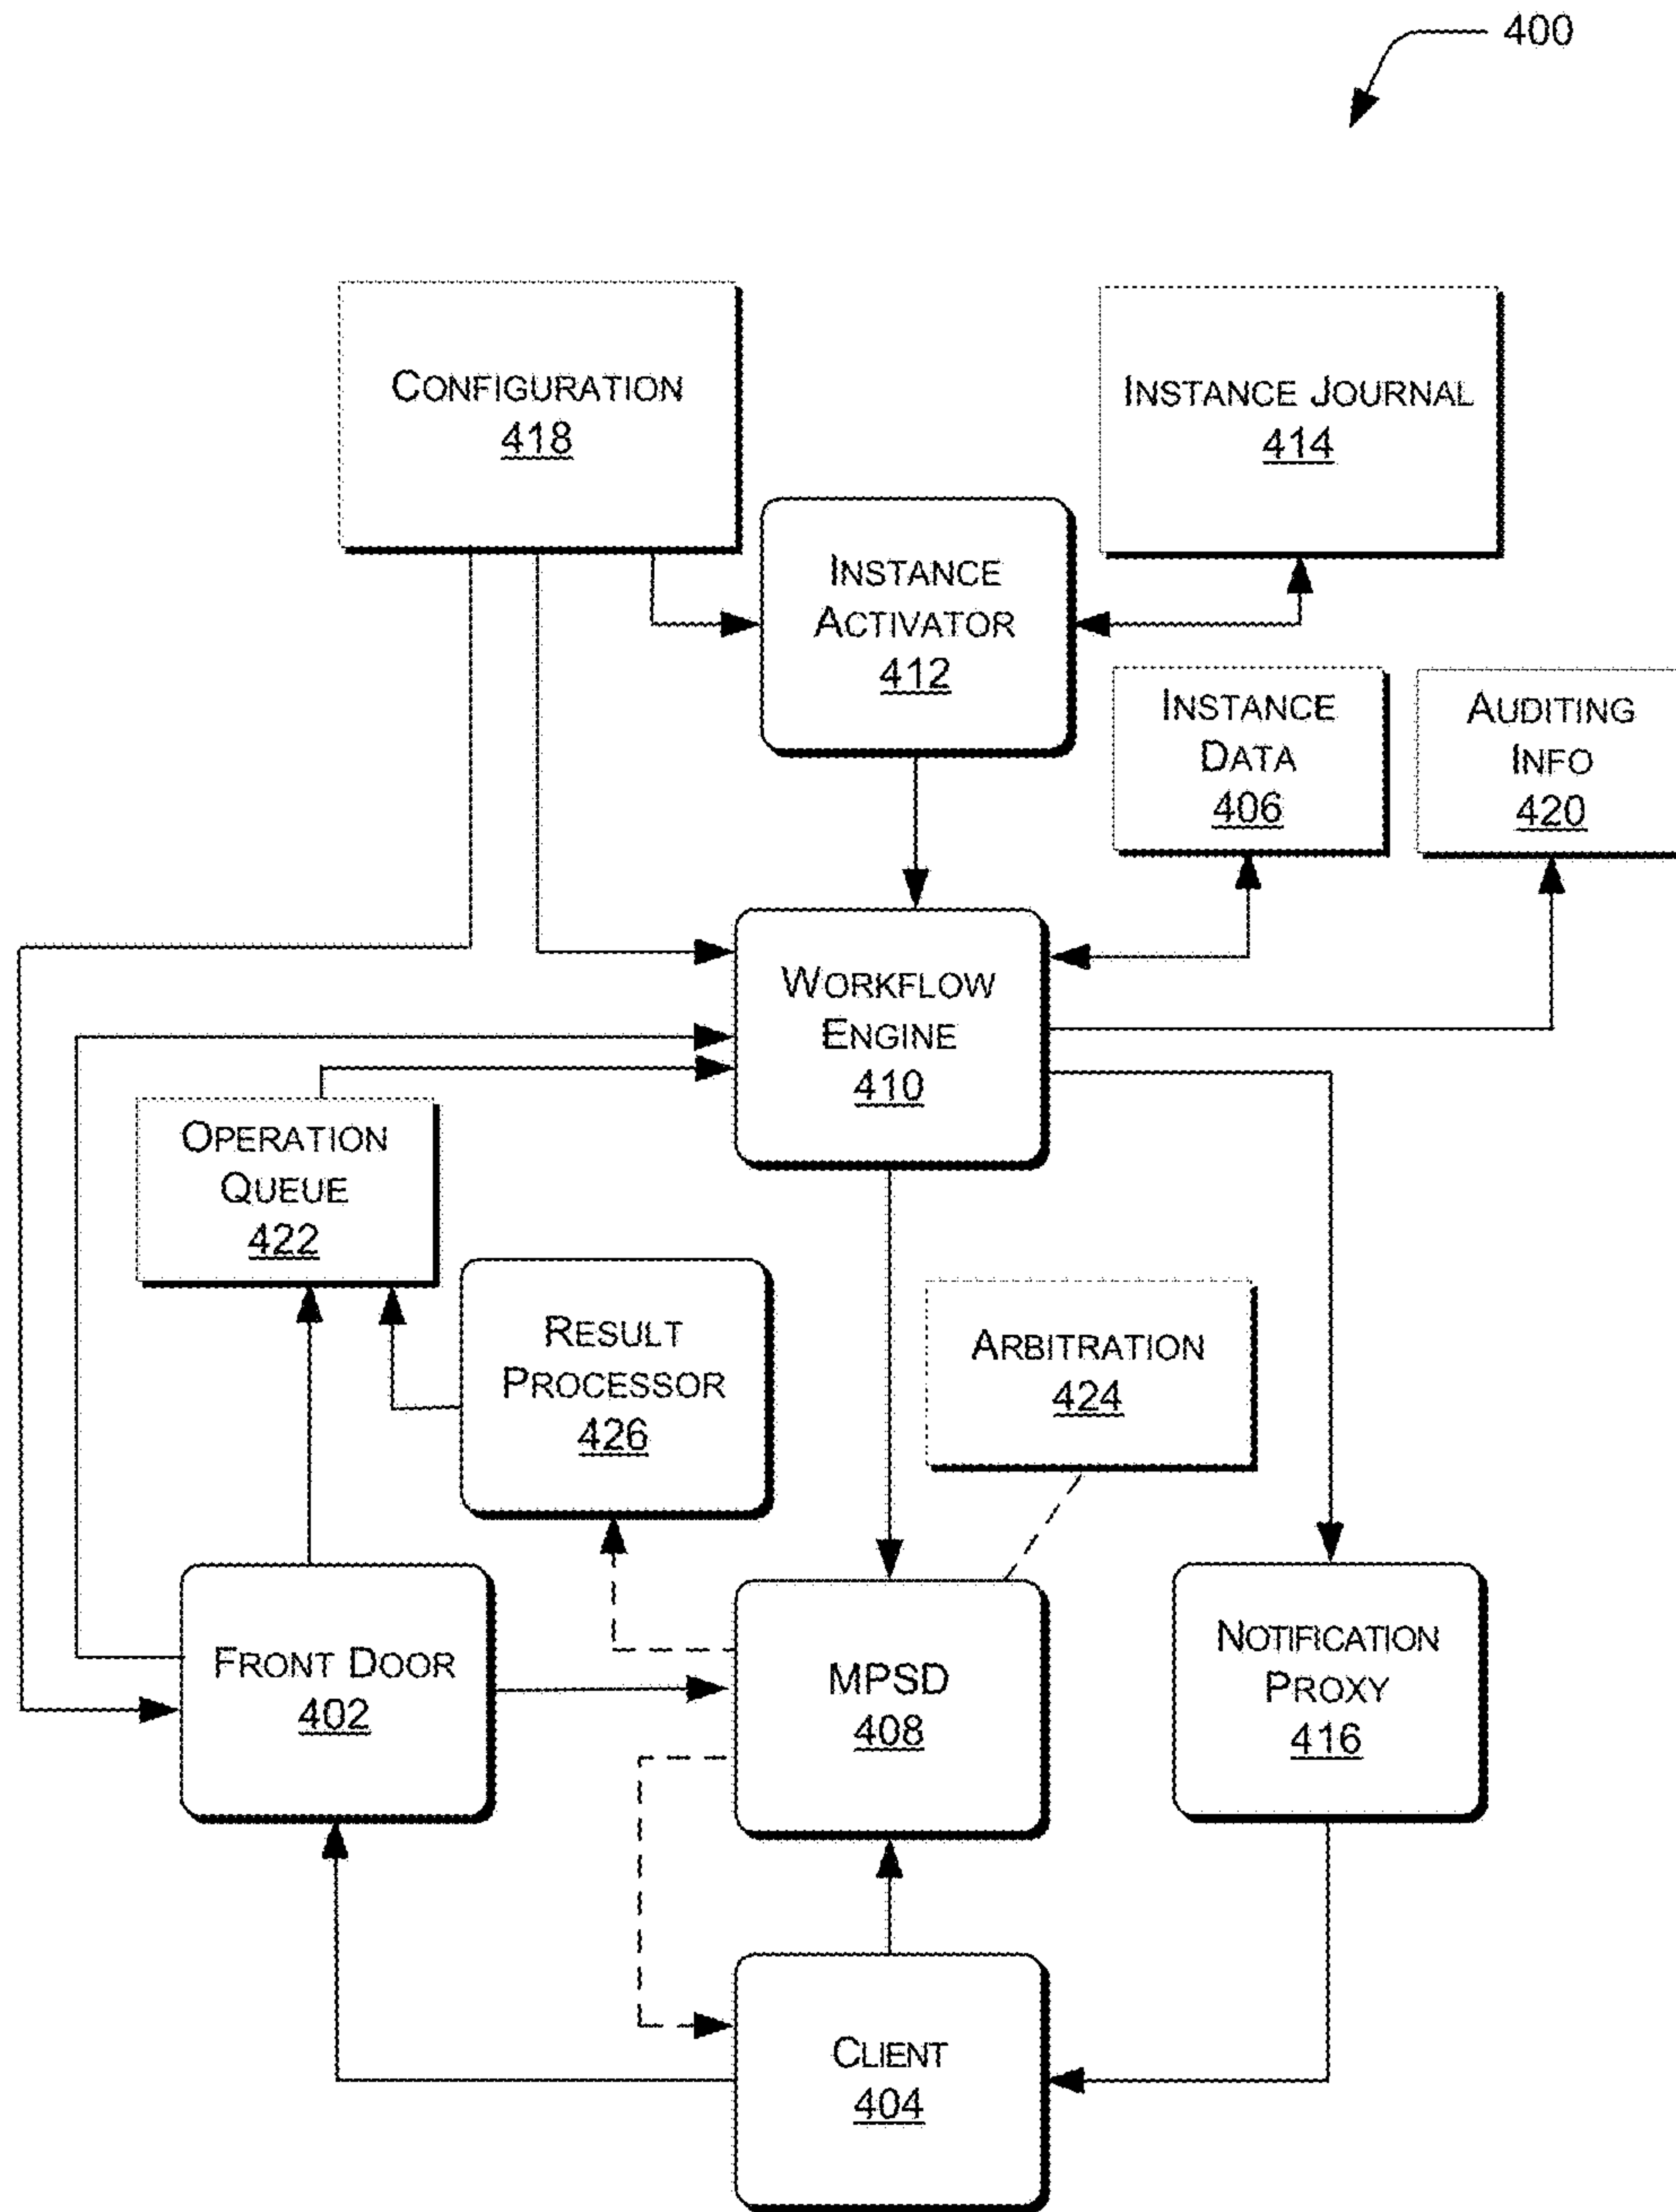 400
CONFIGURATION
418
INSTANCE JOURNAL
414
INSTANCE
ACTIVATOR
412
INSTANCE
DATA
406
AUDITING
INFO
420
WORKFLOW
ENGINE
410
OPERATION
QUEUE
422
RESULT
PROCESSOR
426
ARBITRATION
424
FRONT DOOR
402
MPSD
408
NOTIFICATION
PROXY
416
CLIENT
404